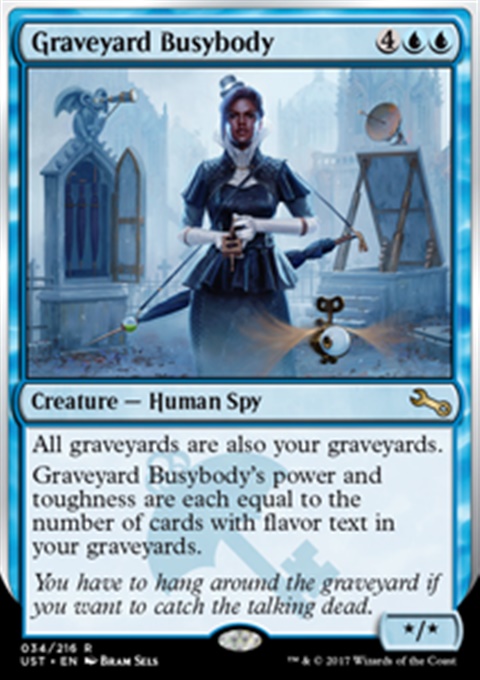 Graveyard Busybody 4
Creature — Human Spy
All graveyards are also your graveyards.
Graveyard Busybody's power and
toughness are each equal to the
number of cards with flavor text in
your graveyards.
You have to hang around the graveyard if
you want to catch the talking dead.
*/*
034/216 R
UST • EN Bram Sels
™ & © 2017 Wizards of the Coast